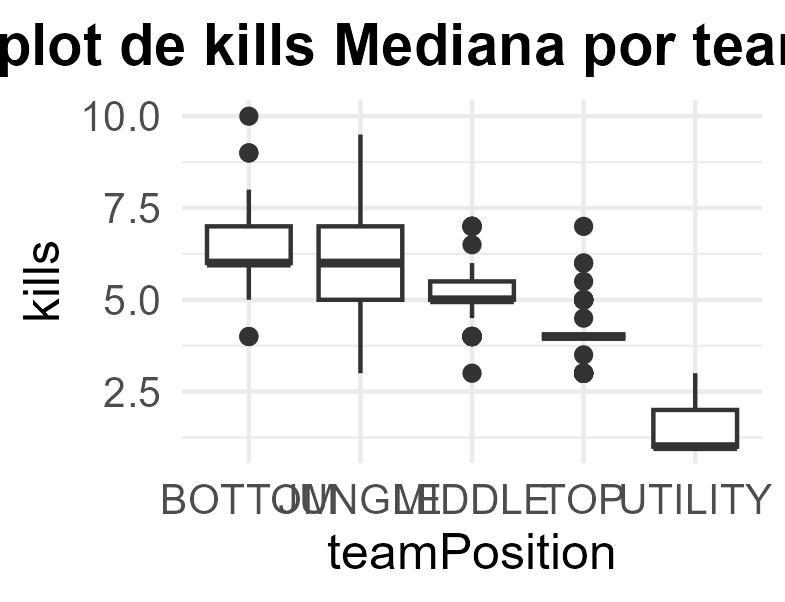 plot de kills Mediana por tear
10.0
7.5
5.0
2.5
kills
BOTTOM JUNGLE MIDDLE TOP UTILITY
teamPosition